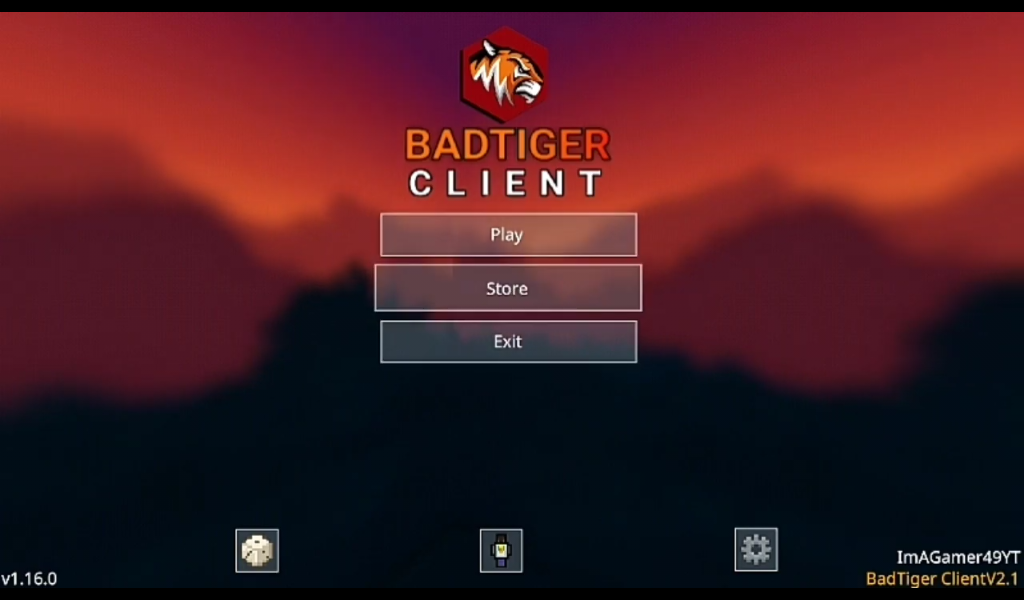 BADTIGER
CLIENT
Play
Store
Exit
ImAGamer49YT
v1.16.0
BadTiger ClientV2.1